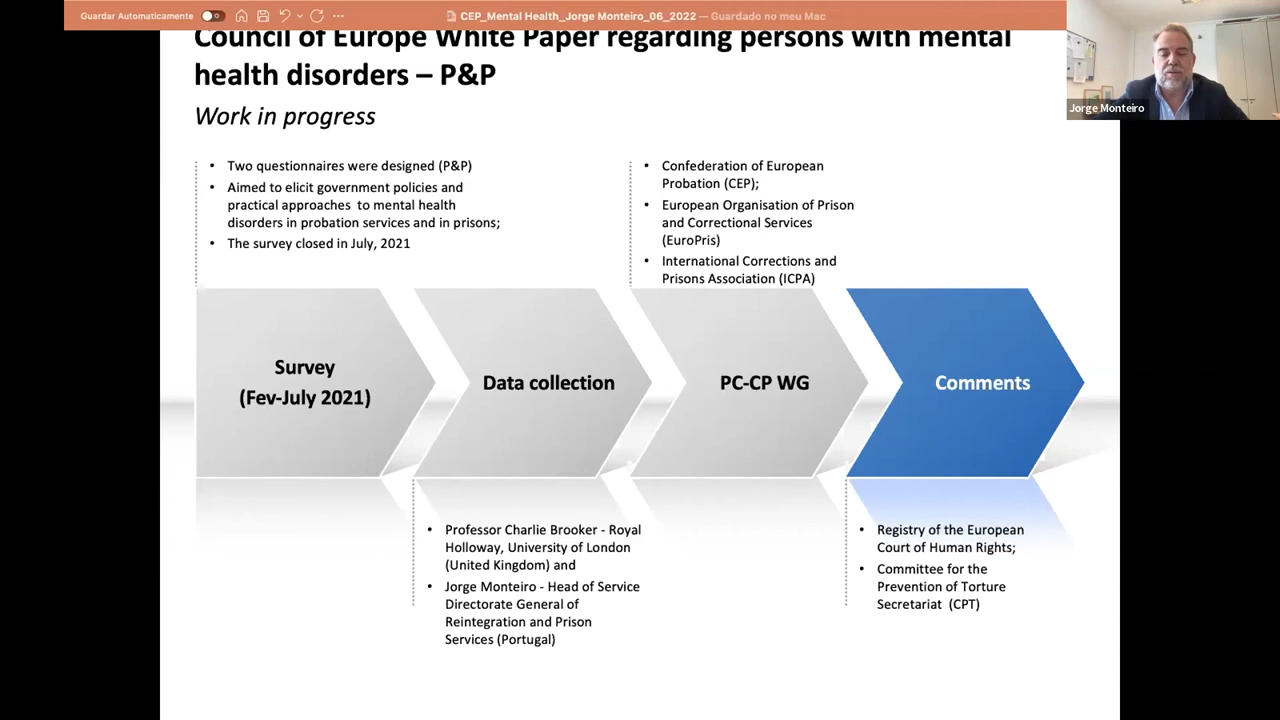 Guardar Automaticamente
CEP_Mental Health_Jorge Monteiro_06_2022 — Guardado no meu Mac
Jorge Monteiro
Council of Europe White Paper regarding persons with mental
health disorders – P&P
Work in progress
• Two questionnaires were designed (P&P)
• Aimed to elicit government policies and
practical approaches to mental health
disorders in probation services and in prisons;
• The survey closed in July, 2021
• Confederation of European
Probation (CEP);
• European Organisation of Prison
and Correctional Services
(EuroPris)
• International Corrections and
Prisons Association (ICPA)
Survey
(Fev-July 2021)
Data collection
PC-CP WG
Comments
• Professor Charlie Brooker - Royal
Holloway, University of London
(United Kingdom) and
• Jorge Monteiro - Head of Service
Directorate General of
Reintegration and Prison
Services (Portugal)
• Registry of the European
Court of Human Rights;
• Committee for the
Prevention of Torture
Secretariat (CPT)